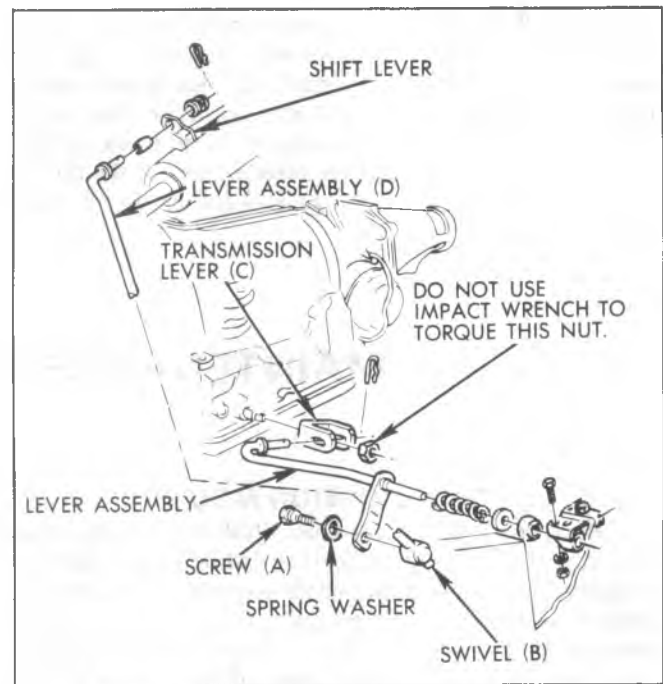 SHIFT LEVER
LEVER ASSEMBLY (D)
TRANSMISSION
LEVER (C)
DO NOT USE
IMPACT WRENCH TO
TORQUE THIS NUT.
LEVER ASSEMBLY
SCREW (A)
SPRING WASHER
SWIVEL (B)